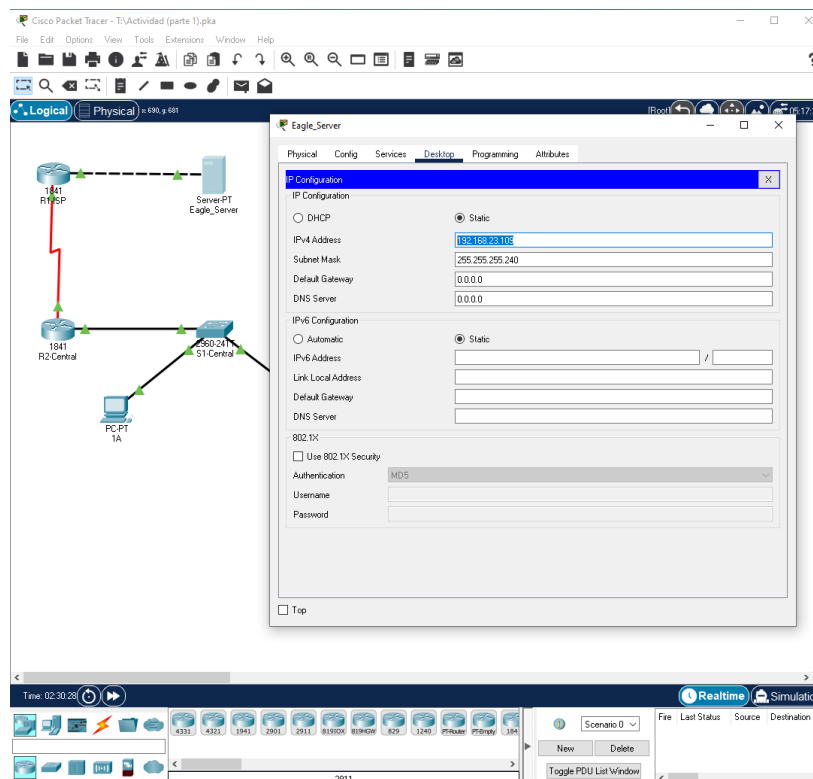 Cisco Packet Tracer - T:\Actividad (parte 1).pka
File Edit Options View Tools Extensions Window Help
Logical Physical x: 690, y: 681 [Root] 05:17:
1841
Server-PT
Eagle_Server
1841
R2-Central
S1-Central
PC-PT
1A
Eagle_Server
Physical Config Services Desktop Programming Attributes
IP Configuration X
IP Configuration
DHCP Static
IPv4 Address 192.168.23.109
Subnet Mask 255.255.255.240
Default Gateway 0.0.0.0
DNS Server 0.0.0.0
IPv6 Configuration
Automatic Static
IPv6 Address /
Link Local Address
Default Gateway
DNS Server
802.1X
Use 802.1X Security
Authentication MD5
Username
Password
Top
Time: 02:30:28 Realtime Simulatio
4331 4321 1941 2901 2911 819IOX 819HGW 829 1240 PT-Router PT-Empty 184
Scenario 0 Fire Last Status Source Destination
New Delete
Toggle PDU List Window
2911